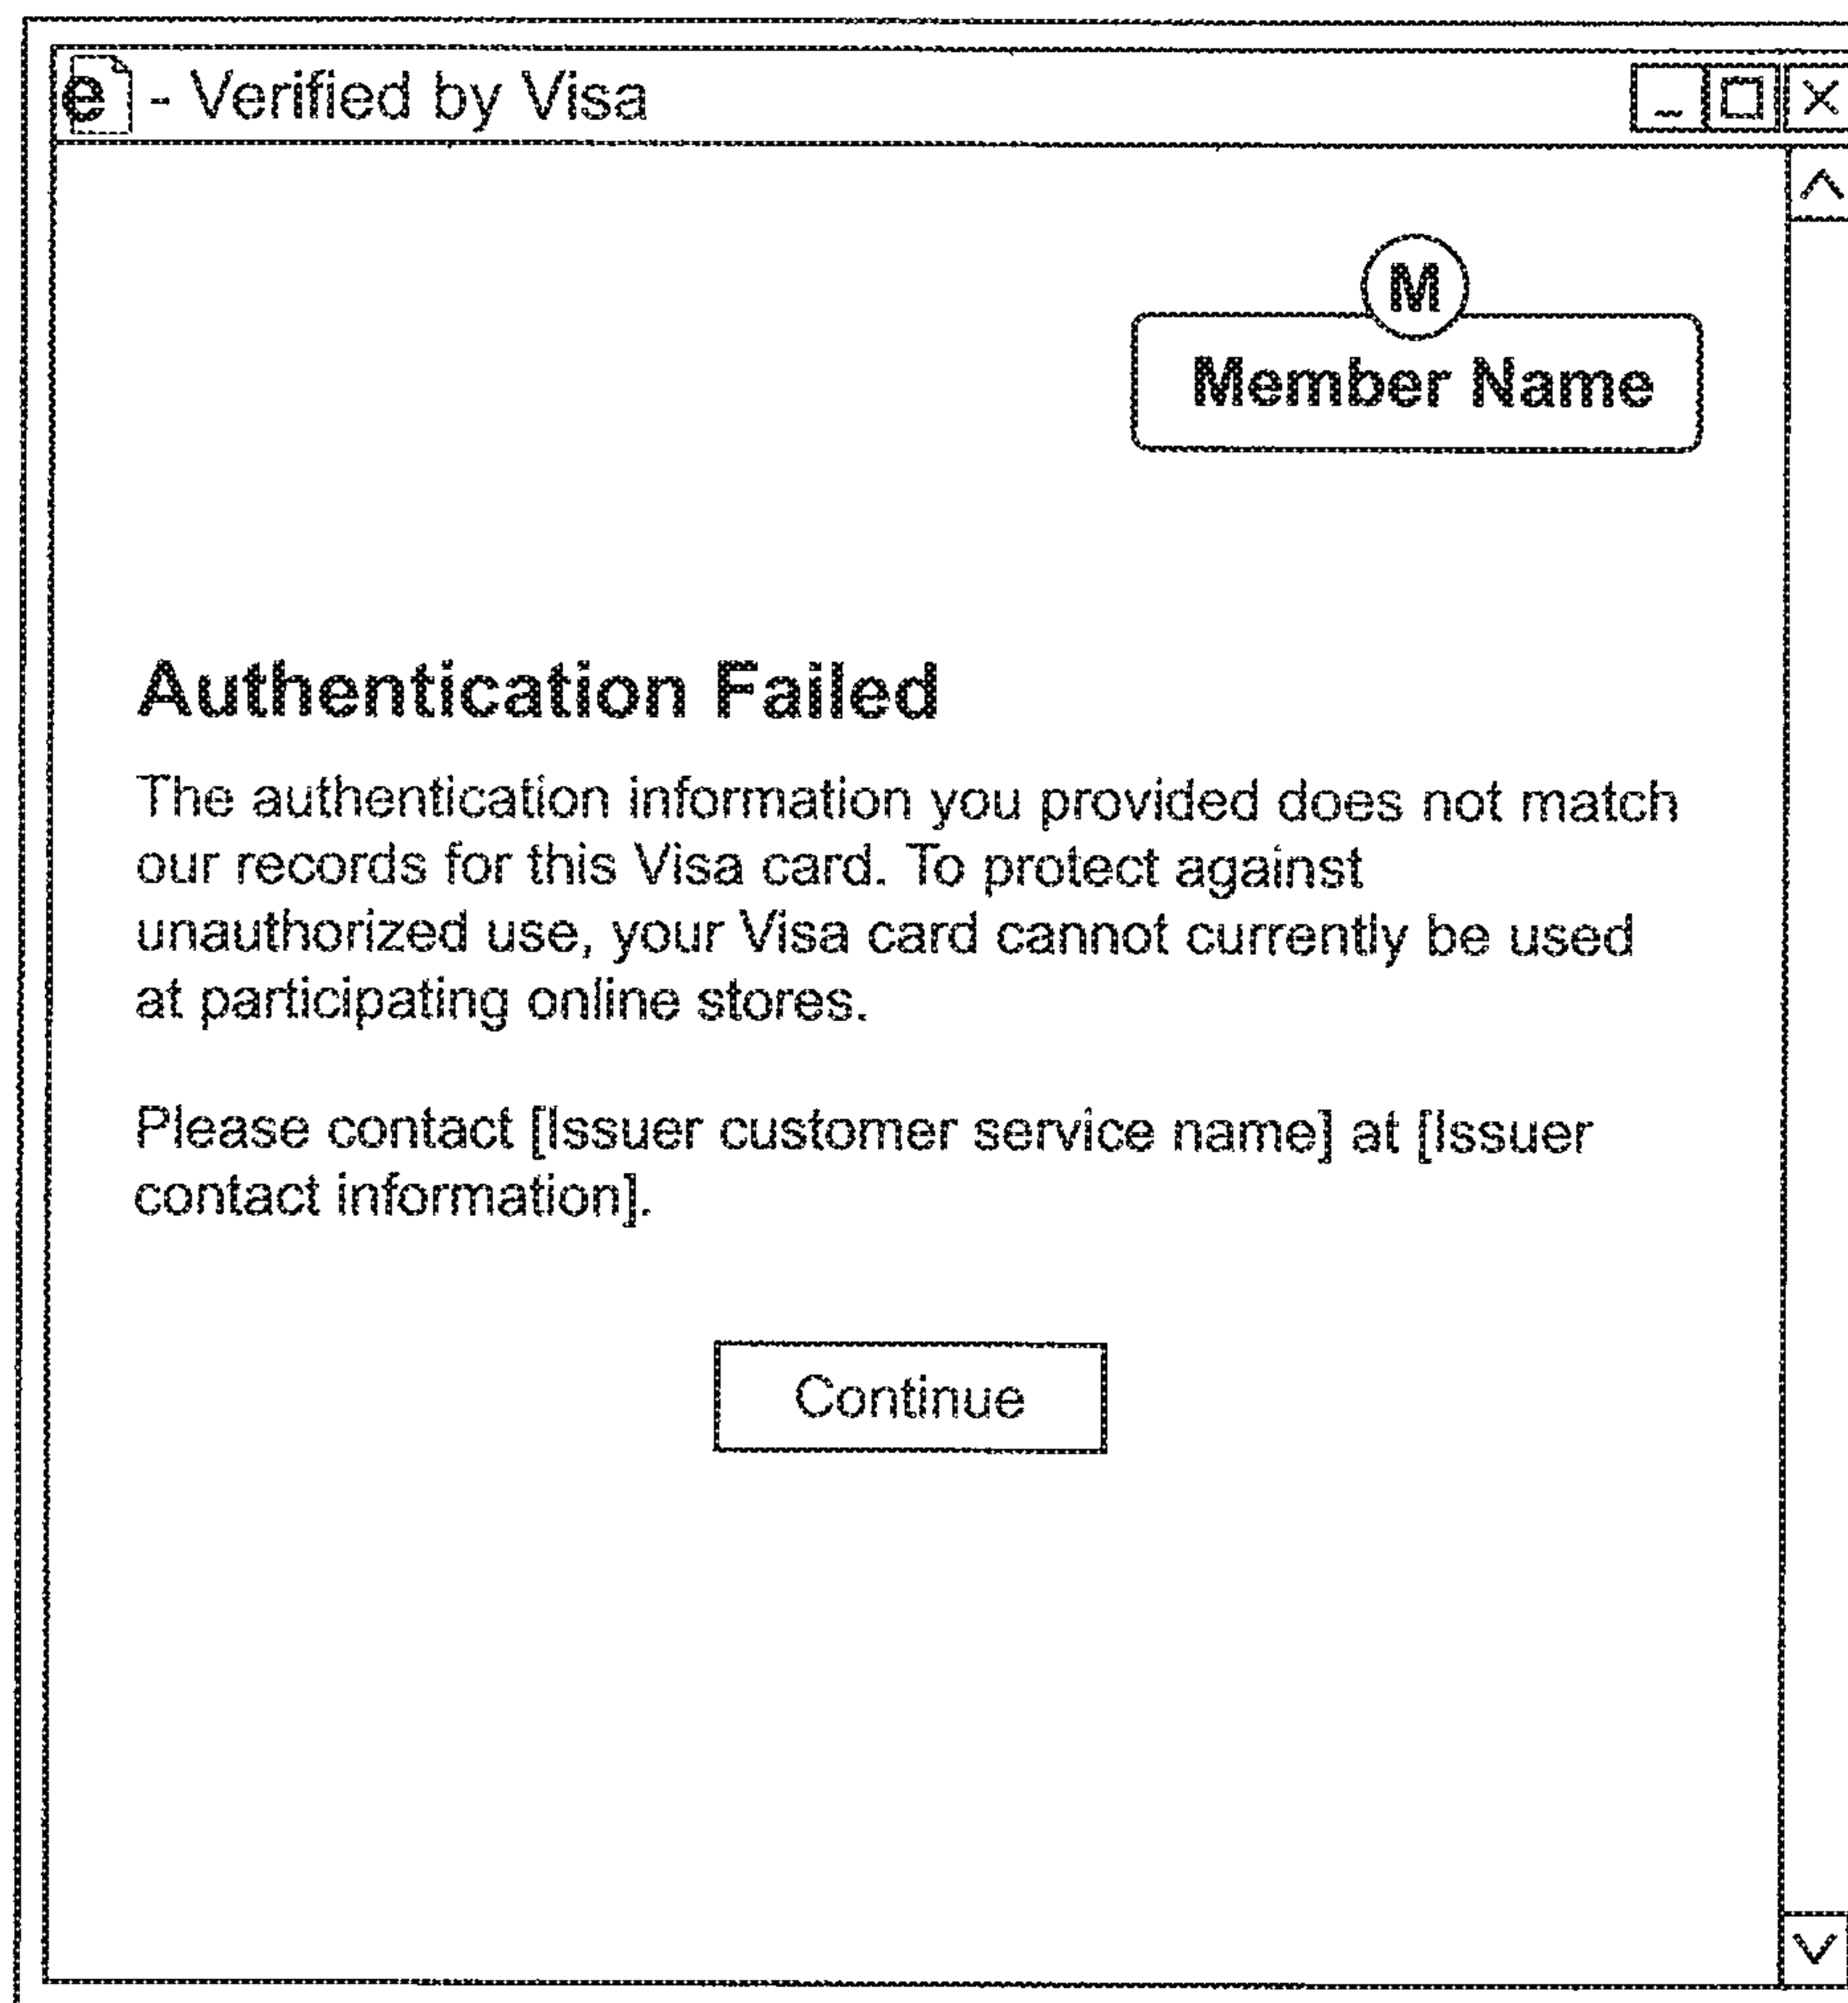 e - Verified by Visa
M
Member Name
Authentication Failed
The authentication information you provided does not match
our records for this Visa card. To protect against
unauthorized use, your Visa card cannot currently be used
at participating online stores.
Please contact [Issuer customer service name] at [Issuer
contact information].
Continue